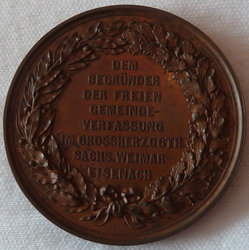 DEM
BEGRÜNDER
DER FREIEN
GEMEINDE-
VERFASSUNG
IM GROSSHERZOGTH.
SACHS. WEIMAR
EISENACH